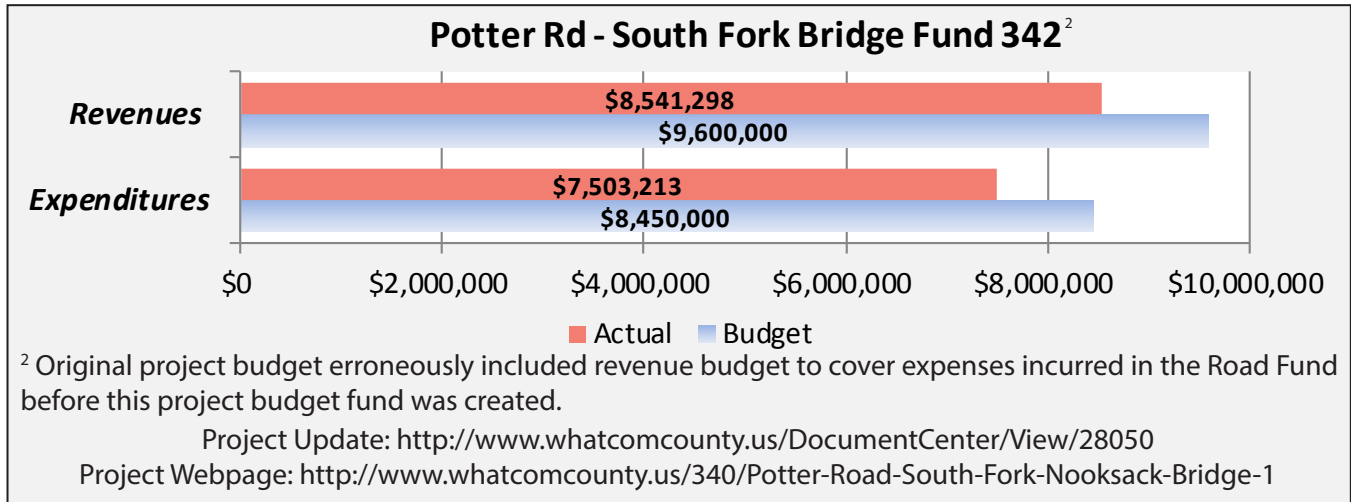 Potter Rd - South Fork Bridge Fund 342²
Revenues
$8,541,298
$9,600,000
Expenditures
$7,503,213
$8,450,000
$0 $2,000,000 $4,000,000 $6,000,000 $8,000,000 $10,000,000
Actual Budget
² Original project budget erroneously included revenue budget to cover expenses incurred in the Road Fund
before this project budget fund was created.
Project Update: http://www.whatcomcounty.us/DocumentCenter/View/28050
Project Webpage: http://www.whatcomcounty.us/340/Potter-Road-South-Fork-Nooksack-Bridge-1